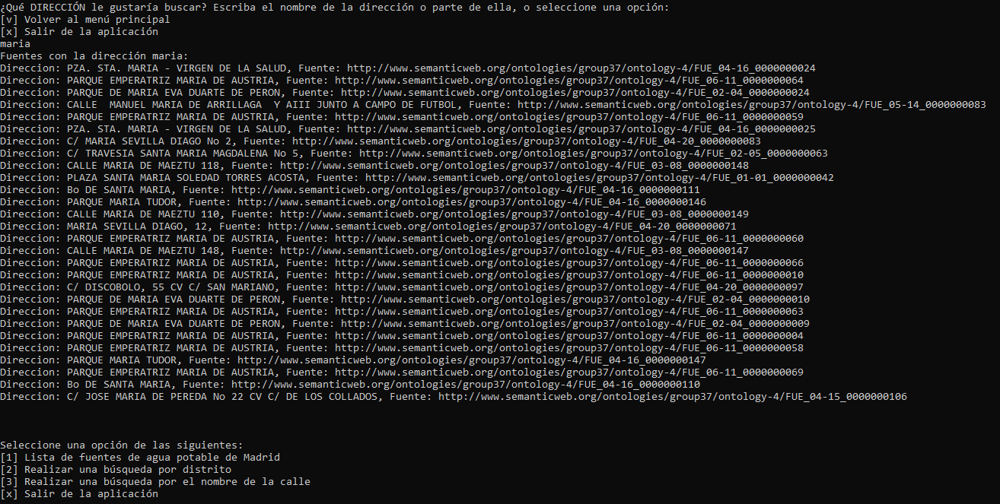 ¿Qué DIRECCIÓN le gustaría buscar? Escriba el nombre de la dirección o parte de ella, o seleccione una opción:
[v] Volver al menú principal
[x] Salir de la aplicación
maria
Fuentes con la dirección maria:
Direccion: PZA. STA. MARIA - VIRGEN DE LA SALUD, Fuente: http://www.semanticweb.org/ontologies/group37/ontology-4/FUE_04-16_0000000024
Direccion: PARQUE EMPERATRIZ MARIA DE AUSTRIA, Fuente: http://www.semanticweb.org/ontologies/group37/ontology-4/FUE_06-11_0000000064
Direccion: PARQUE DE MARIA EVA DUARTE DE PERON, Fuente: http://www.semanticweb.org/ontologies/group37/ontology-4/FUE_02-04_0000000024
Direccion: CALLE  MANUEL MARIA DE ARRILLAGA  Y AIII JUNTO A CAMPO DE FUTBOL, Fuente: http://www.semanticweb.org/ontologies/group37/ontology-4/FUE_05-14_0000000083
Direccion: PARQUE EMPERATRIZ MARIA DE AUSTRIA, Fuente: http://www.semanticweb.org/ontologies/group37/ontology-4/FUE_06-11_0000000059
Direccion: PZA. STA. MARIA - VIRGEN DE LA SALUD, Fuente: http://www.semanticweb.org/ontologies/group37/ontology-4/FUE_04-16_0000000025
Direccion: C/ MARIA SEVILLA DIAGO No 2, Fuente: http://www.semanticweb.org/ontologies/group37/ontology-4/FUE_04-20_0000000083
Direccion: C/ TRAVESIA SANTA MARIA MAGDALENA No 5, Fuente: http://www.semanticweb.org/ontologies/group37/ontology-4/FUE_02-05_0000000063
Direccion: CALLE MARIA DE MAEZTU 118, Fuente: http://www.semanticweb.org/ontologies/group37/ontology-4/FUE_03-08_0000000148
Direccion: PLAZA SANTA MARIA SOLEDAD TORRES ACOSTA, Fuente: http://www.semanticweb.org/ontologies/group37/ontology-4/FUE_01-01_0000000042
Direccion: Bo DE SANTA MARIA, Fuente: http://www.semanticweb.org/ontologies/group37/ontology-4/FUE_04-16_0000000111
Direccion: PARQUE MARIA TUDOR, Fuente: http://www.semanticweb.org/ontologies/group37/ontology-4/FUE_04-16_0000000146
Direccion: CALLE MARIA DE MAEZTU 110, Fuente: http://www.semanticweb.org/ontologies/group37/ontology-4/FUE_03-08_0000000149
Direccion: MARIA SEVILLA DIAGO, 12, Fuente: http://www.semanticweb.org/ontologies/group37/ontology-4/FUE_04-20_0000000071
Direccion: PARQUE EMPERATRIZ MARIA DE AUSTRIA, Fuente: http://www.semanticweb.org/ontologies/group37/ontology-4/FUE_06-11_0000000060
Direccion: CALLE MARIA DE MAEZTU 148, Fuente: http://www.semanticweb.org/ontologies/group37/ontology-4/FUE_03-08_0000000147
Direccion: PARQUE EMPERATRIZ MARIA DE AUSTRIA, Fuente: http://www.semanticweb.org/ontologies/group37/ontology-4/FUE_06-11_0000000066
Direccion: PARQUE EMPERATRIZ MARIA DE AUSTRIA, Fuente: http://www.semanticweb.org/ontologies/group37/ontology-4/FUE_06-11_0000000010
Direccion: C/ DISCOBOLO, 55 CV C/ SAN MARIANO, Fuente: http://www.semanticweb.org/ontologies/group37/ontology-4/FUE_04-20_0000000097
Direccion: PARQUE DE MARIA EVA DUARTE DE PERON, Fuente: http://www.semanticweb.org/ontologies/group37/ontology-4/FUE_02-04_0000000010
Direccion: PARQUE EMPERATRIZ MARIA DE AUSTRIA, Fuente: http://www.semanticweb.org/ontologies/group37/ontology-4/FUE_06-11_0000000063
Direccion: PARQUE DE MARIA EVA DUARTE DE PERON, Fuente: http://www.semanticweb.org/ontologies/group37/ontology-4/FUE_02-04_0000000009
Direccion: PARQUE EMPERATRIZ MARIA DE AUSTRIA, Fuente: http://www.semanticweb.org/ontologies/group37/ontology-4/FUE_06-11_0000000004
Direccion: PARQUE EMPERATRIZ MARIA DE AUSTRIA, Fuente: http://www.semanticweb.org/ontologies/group37/ontology-4/FUE_06-11_0000000058
Direccion: PARQUE MARIA TUDOR, Fuente: http://www.semanticweb.org/ontologies/group37/ontology-4/FUE_04-16_0000000147
Direccion: PARQUE EMPERATRIZ MARIA DE AUSTRIA, Fuente: http://www.semanticweb.org/ontologies/group37/ontology-4/FUE_06-11_0000000069
Direccion: Bo DE SANTA MARIA, Fuente: http://www.semanticweb.org/ontologies/group37/ontology-4/FUE_04-16_0000000110
Direccion: C/ JOSE MARIA DE PEREDA No 22 CV C/ DE LOS COLLADOS, Fuente: http://www.semanticweb.org/ontologies/group37/ontology-4/FUE_04-15_0000000106
Seleccione una opción de las siguientes:
[1] Lista de fuentes de agua potable de Madrid
[2] Realizar una búsqueda por distrito
[3] Realizar una búsqueda por el nombre de la calle
[x] Salir de la aplicación